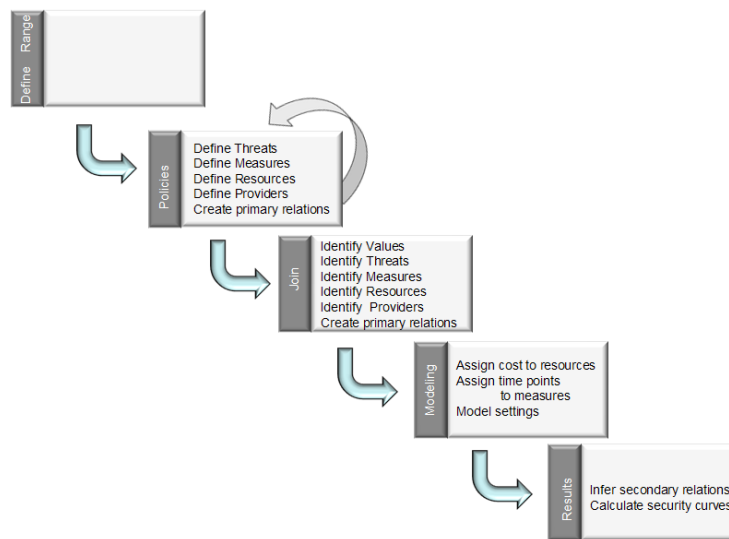 Define Range
Policies
Define Threats
Define Measures
Define Resources
Define Providers
Create primary relations
Join
Identify Values
Identify Threats
Identify Measures
Identify Resources
Identify Providers
Create primary relations
Modeling
Assign cost to resources
Assign time points
to measures
Model settings
Results
Infer secondary relations
Calculate security curves